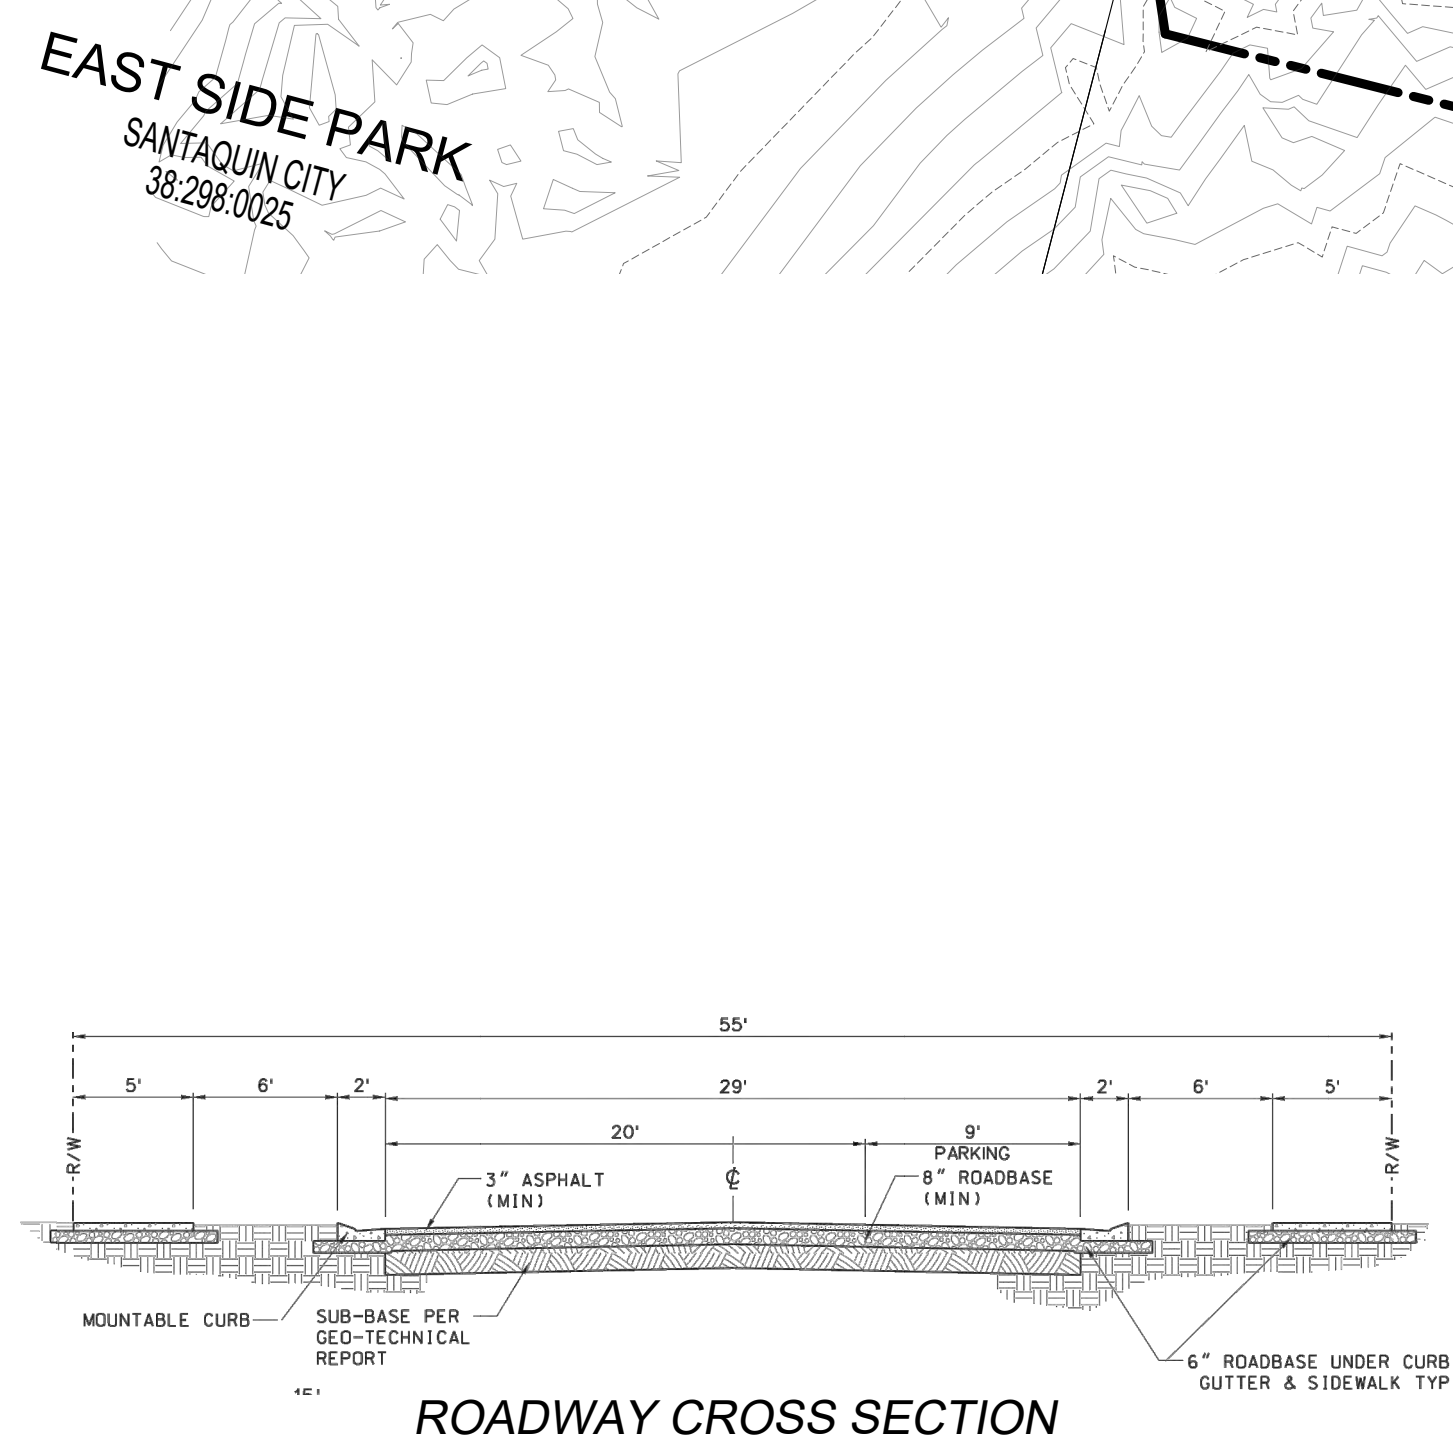 EAST SIDE PARK
SANTAQUIN CITY
38:298:0025
55'
5' 6' 2' 29' 2' 6' 5'
20' 9'
PARKING
R/W
R/W
3" ASPHALT
(MIN)
℄
8" ROADBASE
(MIN)
MOUNTABLE CURB
SUB-BASE PER
GEO-TECHNICAL
REPORT
6" ROADBASE UNDER CURB
GUTTER & SIDEWALK TYP
ROADWAY CROSS SECTION